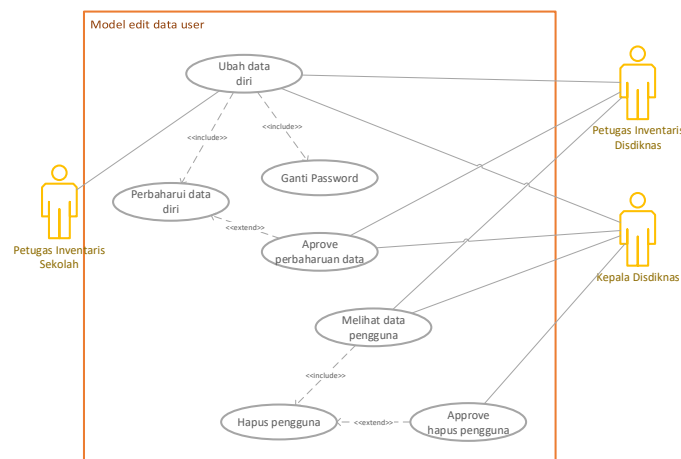 Model edit data user
Ubah data
diri
<<include>>
<<include>>
Petugas Inventaris
Disdiknas
Ganti Password
Perbaharui data
diri
<<extend>>
Petugas Inventaris
Sekolah
Aprove
perbaharuan data
Kepala Disdiknas
Melihat data
pengguna
<<include>>
Hapus pengguna
<<extend>>
Approve
hapus pengguna